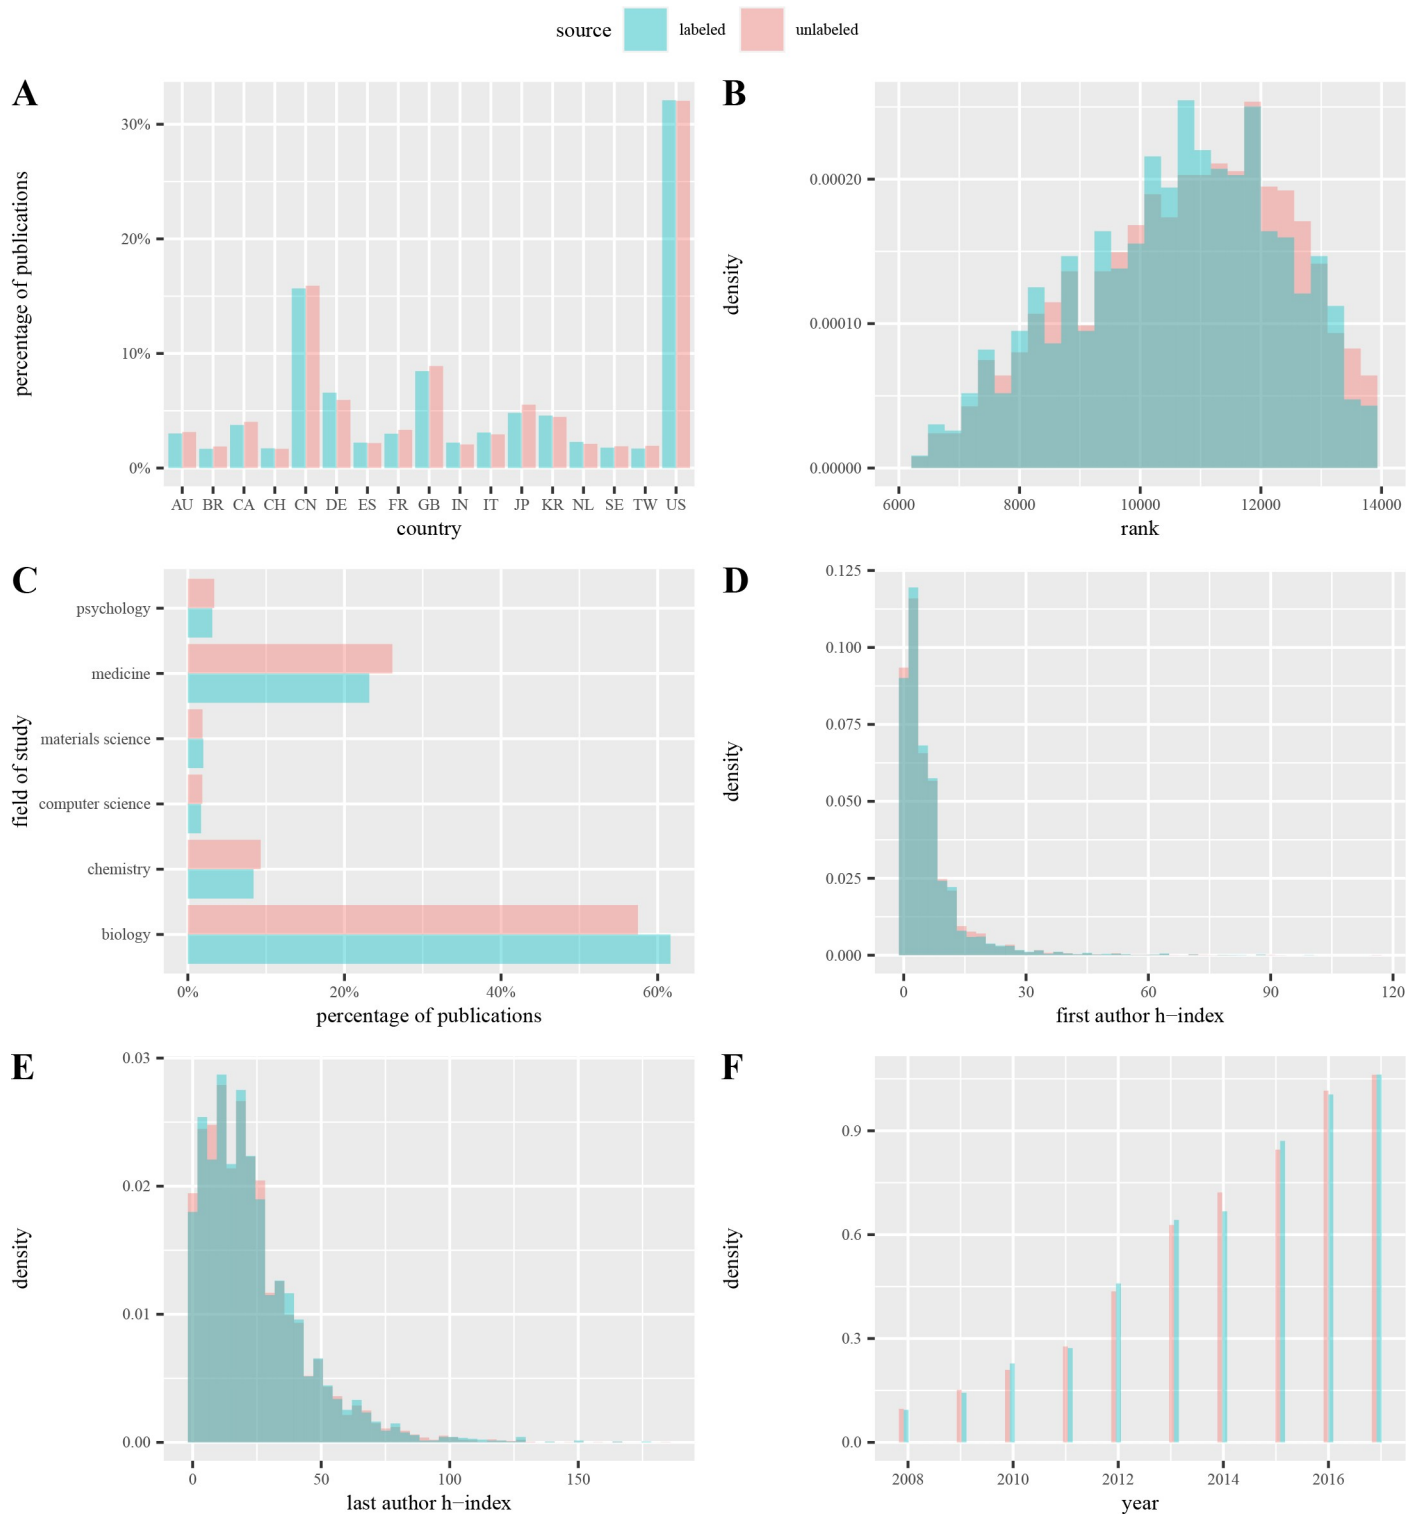 source labeled unlabeled
A
percentage of publications
30%
20%
10%
0%
AU BR CA CH CN DE ES FR GB IN IT JP KR NL SE TW US
country
B
density
0.00020
0.00010
0.00000
6000 8000 10000 12000 14000
rank
C
field of study
psychology
medicine
materials science
computer science
chemistry
biology
0% 20% 40% 60%
percentage of publications
D
density
0.125
0.100
0.075
0.050
0.025
0.000
0 30 60 90 120
first author h−index
E
density
0.03
0.02
0.01
0.00
0 50 100 150
last author h−index
F
density
0.9
0.6
0.3
0.0
2008 2010 2012 2014 2016
year